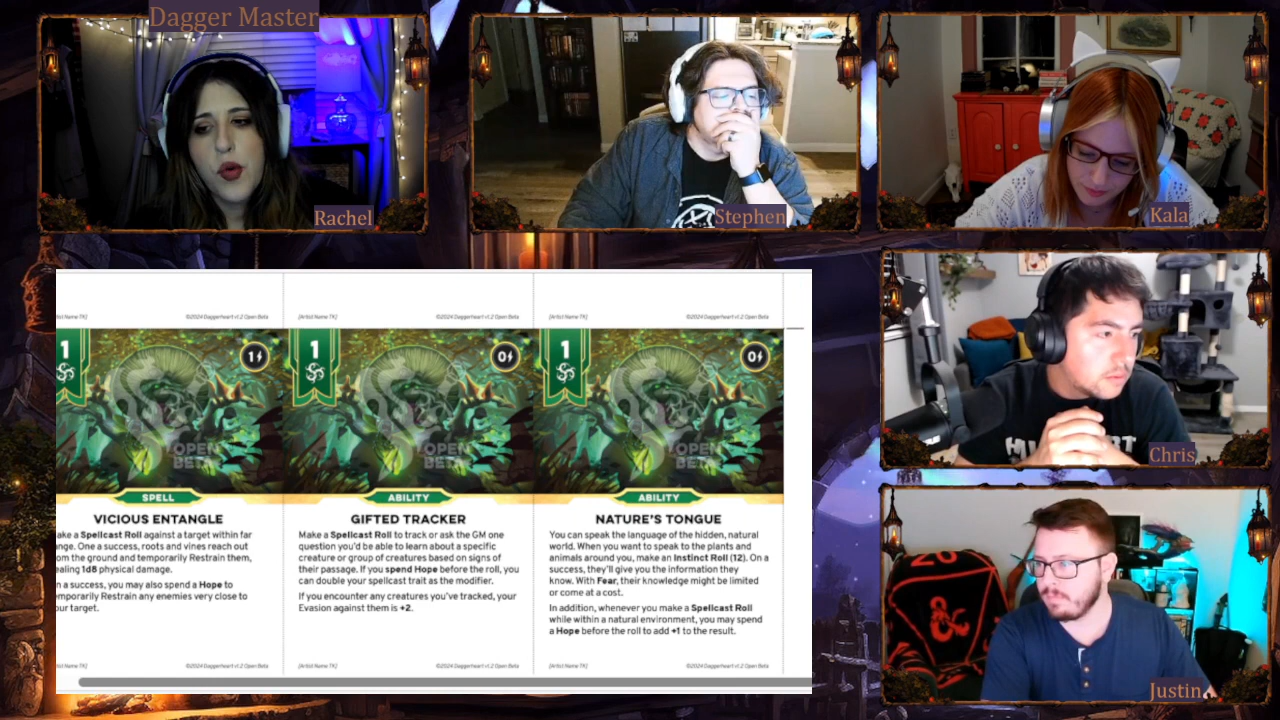 Dagger Master
Rachel
Stephen
Kala
Chris
Justin
©2024 Daggerheart v1.2 Open Beta
[Artist Name TK]
©2024 Daggerheart v1.2 Open Beta
[Artist Name TK]
©2024 Daggerheart v1.2 Open Beta
1
1
OPEN
BETA
SPELL
VICIOUS ENTANGLE
ake a Spellcast Roll against a target within far
nge. One a success, roots and vines reach out
om the ground and temporarily Restrain them,
ealing 1d8 physical damage.
n a success, you may also spend a Hope to
mporarily Restrain any enemies very close to
our target.
©2024 Daggerheart v1.2 Open Beta
1
0
OPEN
BETA
ABILITY
GIFTED TRACKER
Make a Spellcast Roll to track or ask the GM one
question you'd be able to learn about a specific
creature or group of creatures based on signs of
their passage. If you spend Hope before the roll, you
can double your spellcast trait as the modifier.
If you encounter any creatures you've tracked, your
Evasion against them is +2.
[Artist Name TK]
©2024 Daggerheart v1.2 Open Beta
1
0
OPEN
BETA
ABILITY
NATURE'S TONGUE
You can speak the language of the hidden, natural
world. When you want to speak to the plants and
animals around you, make an Instinct Roll (12). On a
success, they'll give you the information they
know. With Fear, their knowledge might be limited
or come at a cost.
In addition, whenever you make a Spellcast Roll
while within a natural environment, you may spend
a Hope before the roll to add +1 to the result.
[Artist Name TK]
©2024 Daggerheart v1.2 Open Beta
20
&